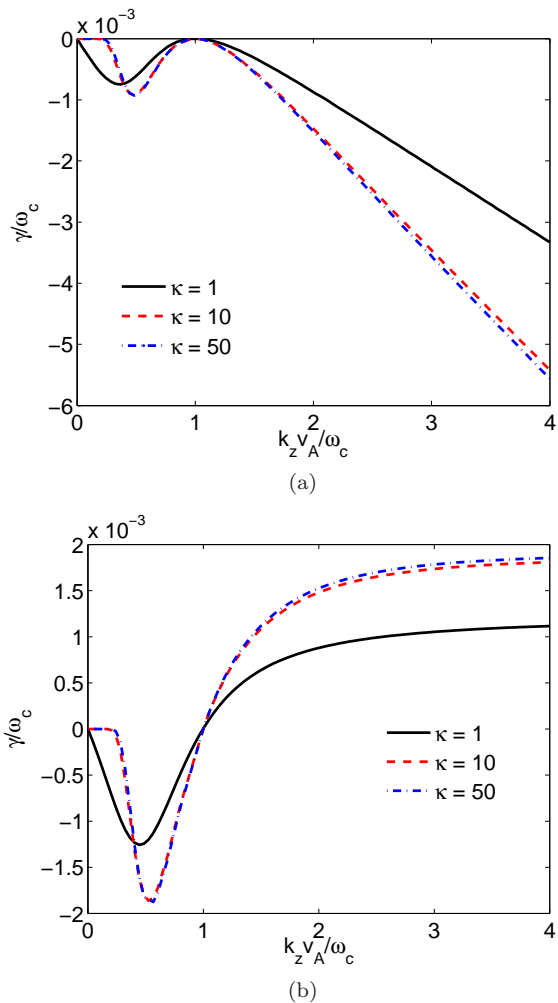 x 10⁻³
0
−1
−2
−3
−4
−5
−6
γ/ω_c
κ = 1
κ = 10
κ = 50
0 1 2 3 4
k_z v_A/ω_c
(a)
x 10⁻³
2
1.5
1
0.5
0
−0.5
−1
−1.5
−2
γ/ω_c
κ = 1
κ = 10
κ = 50
0 1 2 3 4
k_z v_A/ω_c
(b)